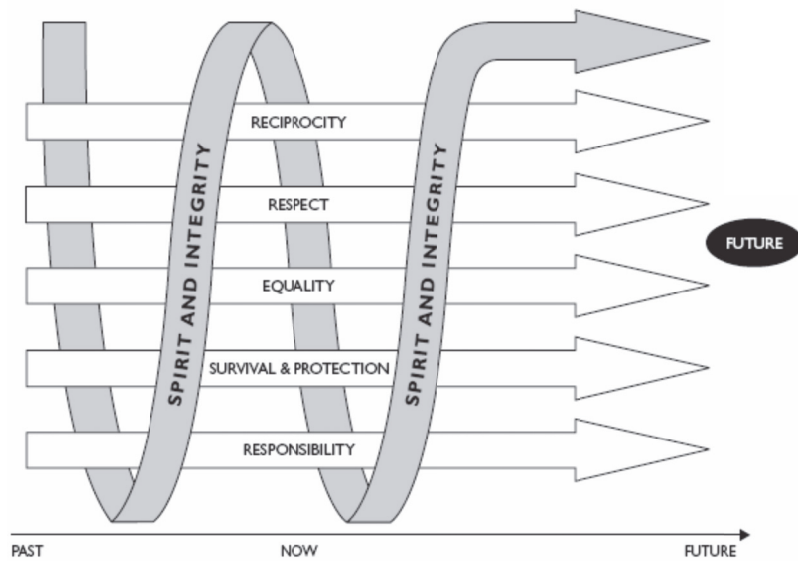 RECIPROCITY
SPIRIT AND INTEGRITY
SPIRIT AND INTEGRITY
RESPECT
FUTURE
EQUALITY
SURVIVAL & PROTECTION
RESPONSIBILITY
PAST
NOW
FUTURE